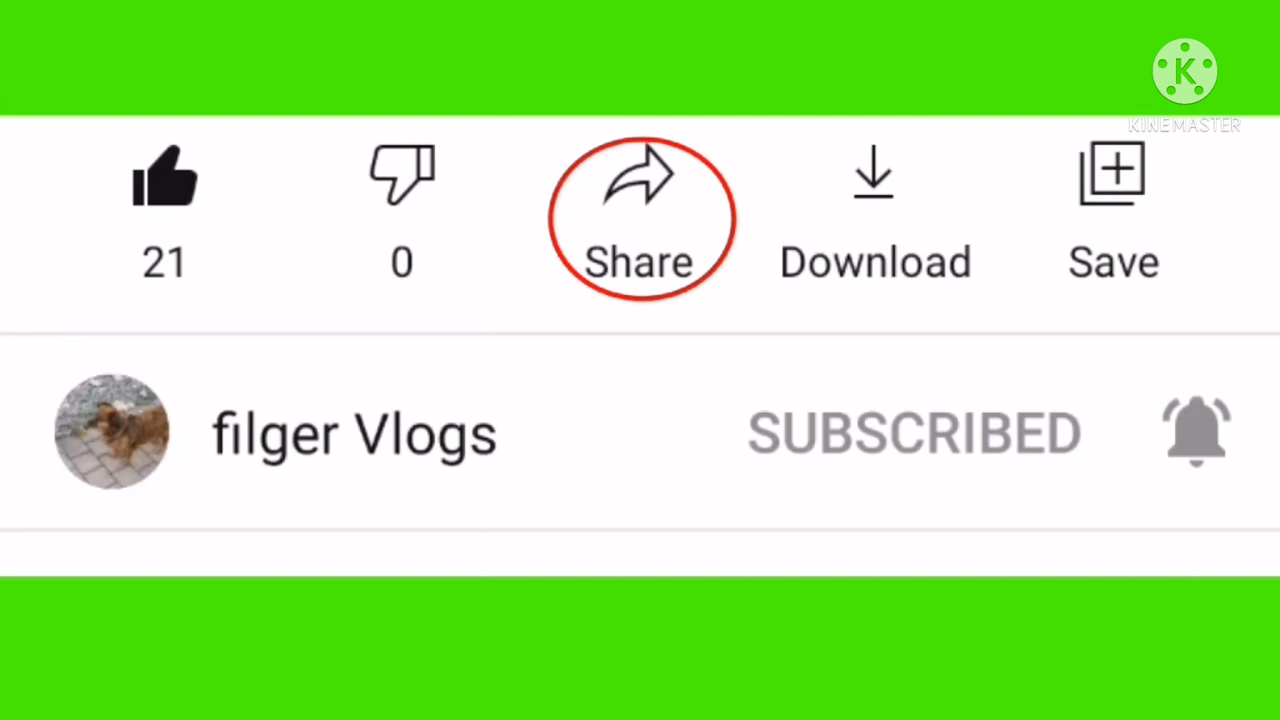 K
KINEMASTER
21
0
Share
Download
Save
filger Vlogs
SUBSCRIBED